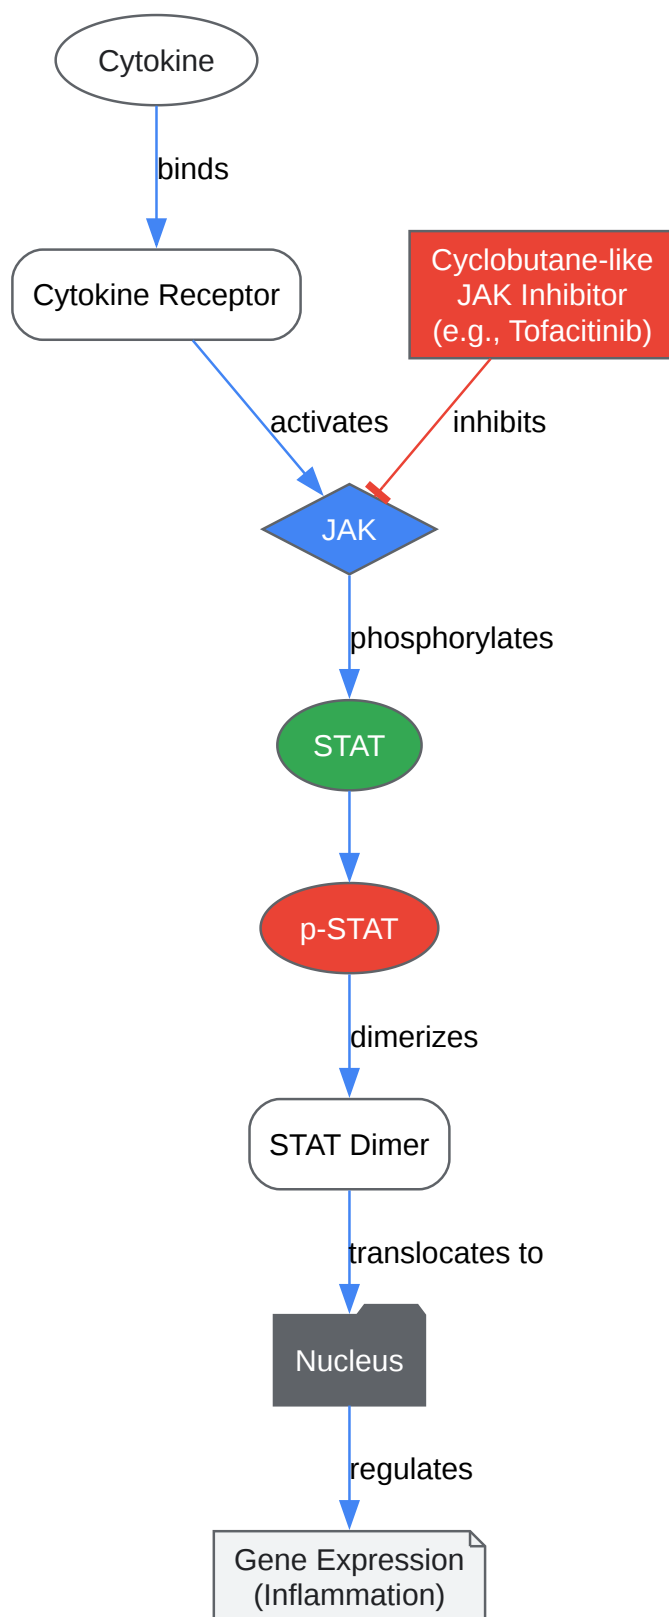 Cytokine
binds
Cytokine Receptor
Cyclobutane-like
JAK Inhibitor
(e.g., Tofacitinib)
activates
inhibits
JAK
phosphorylates
STAT
p-STAT
dimerizes
STAT Dimer
translocates to
Nucleus
regulates
Gene Expression
(Inflammation)